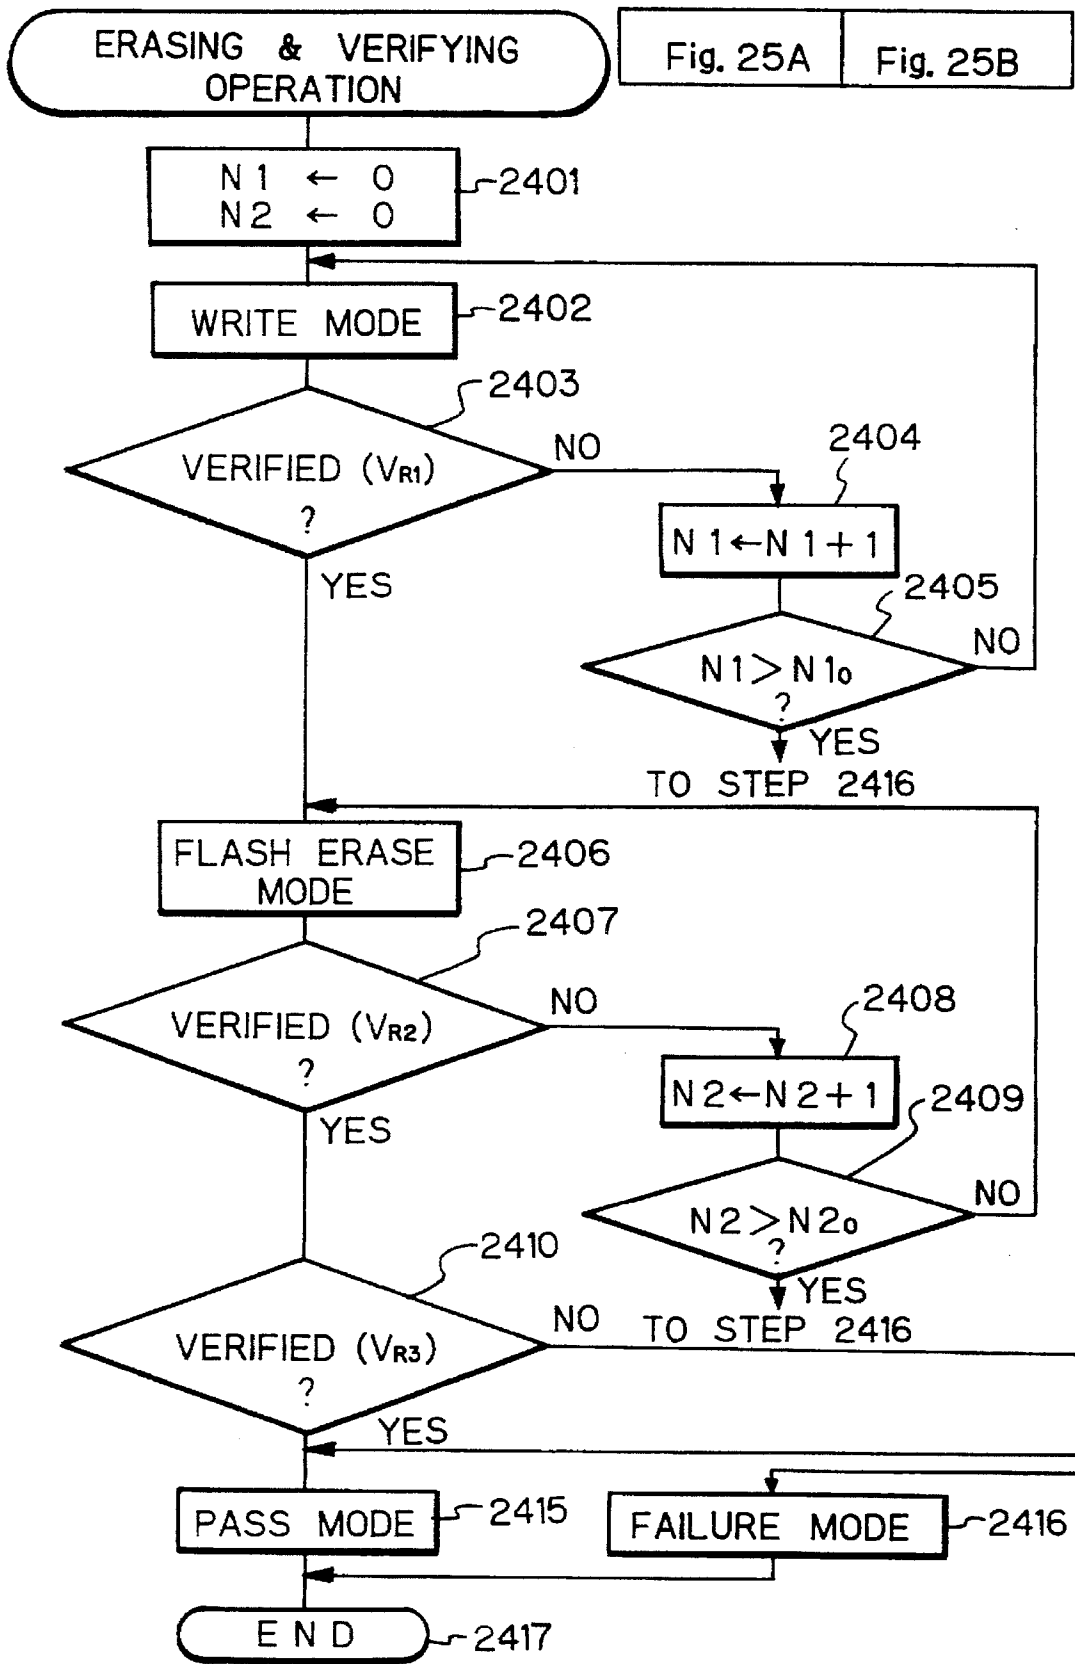 ERASING & VERIFYING
OPERATION
Fig. 25A
Fig. 25B
N1 ← 0
N2 ← 0
2401
WRITE MODE
2402
2403
VERIFIED (VR1)
?
NO
YES
2404
N1←N1+1
2405
N1>N10
?
NO
YES
TO STEP 2416
FLASH ERASE
MODE
2406
2407
VERIFIED (VR2)
?
NO
YES
2408
N2←N2+1
2409
N2>N20
?
NO
YES
TO STEP 2416
2410
VERIFIED (VR3)
?
NO
YES
PASS MODE
2415
FAILURE MODE
2416
END
2417